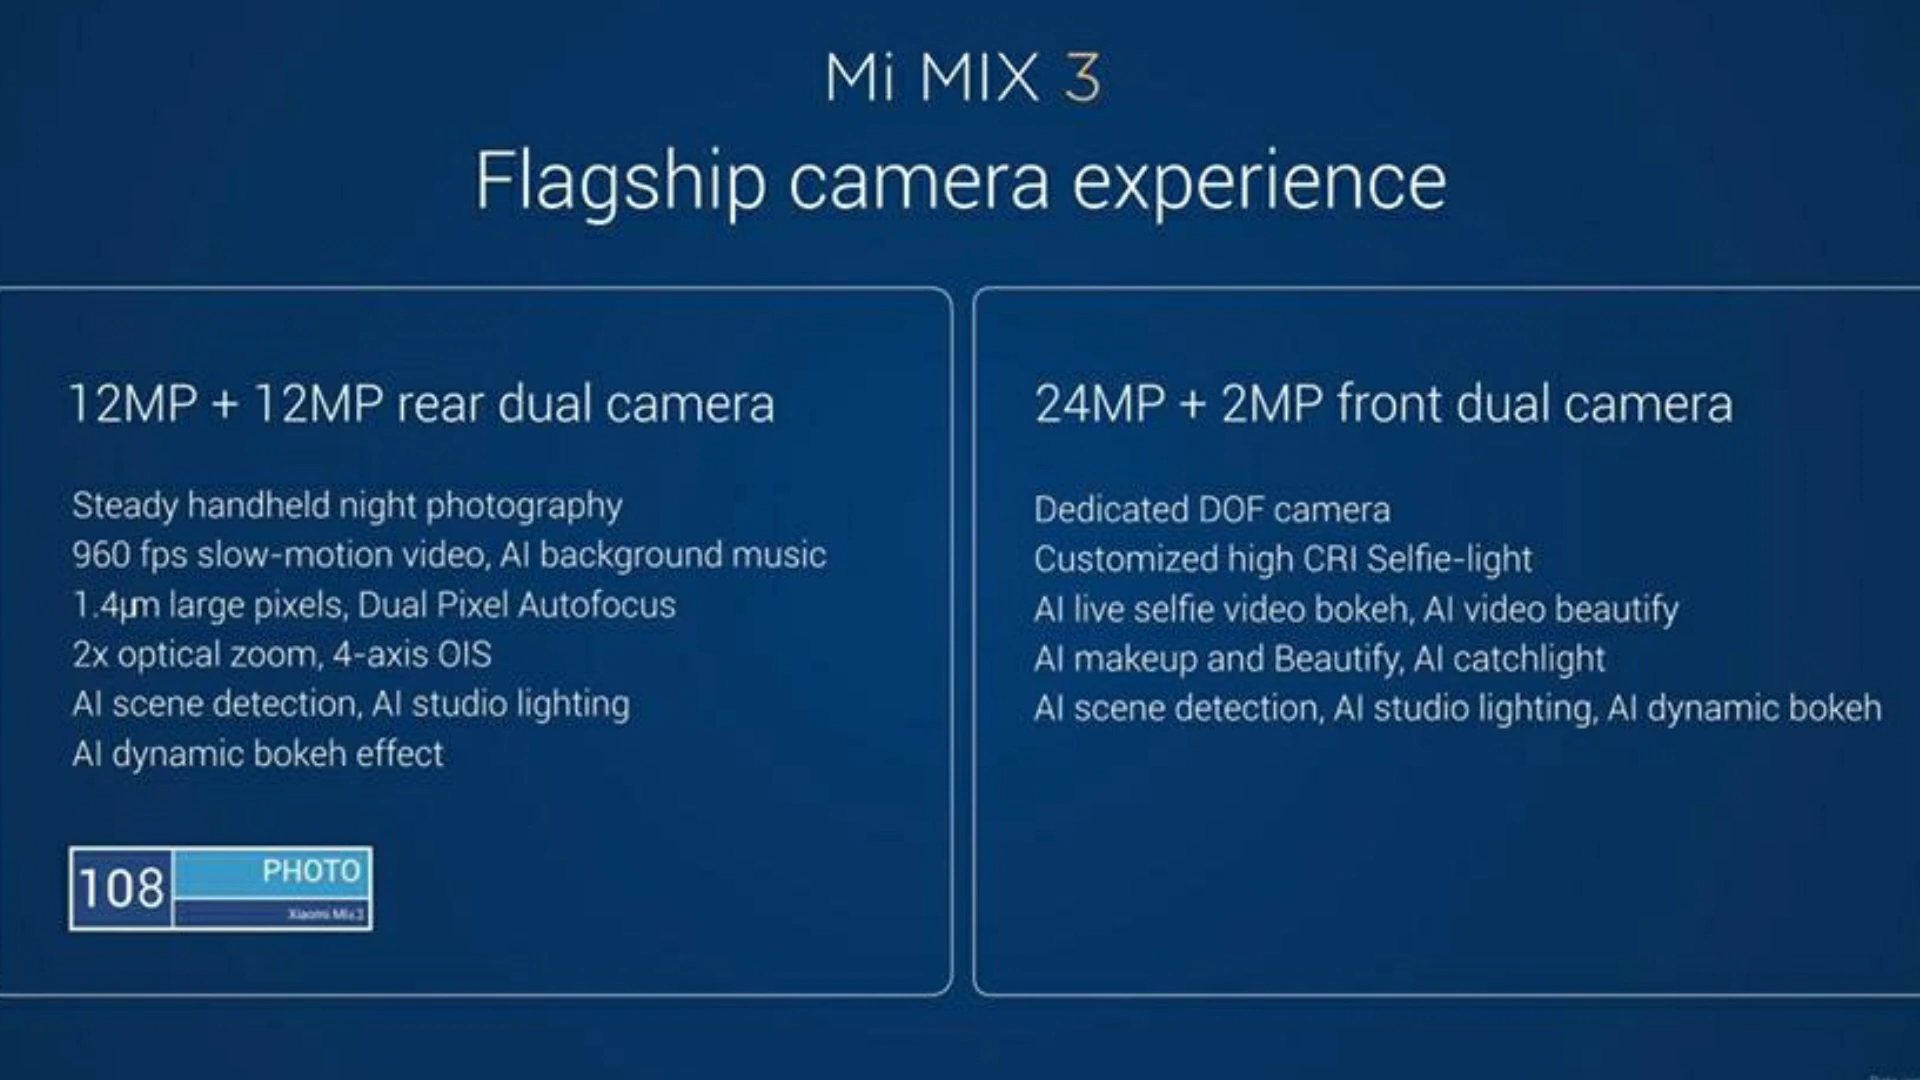 Mi MIX 3
Flagship camera experience
12MP + 12MP rear dual camera
Steady handheld night photography
960 fps slow-motion video, AI background music
1.4µm large pixels, Dual Pixel Autofocus
2x optical zoom, 4-axis OIS
AI scene detection, AI studio lighting
AI dynamic bokeh effect
108
PHOTO
Xiaomi Mix 3
24MP + 2MP front dual camera
Dedicated DOF camera
Customized high CRI Selfie-light
AI live selfie video bokeh, AI video beautify
AI makeup and Beautify, AI catchlight
AI scene detection, AI studio lighting, AI dynamic bokeh